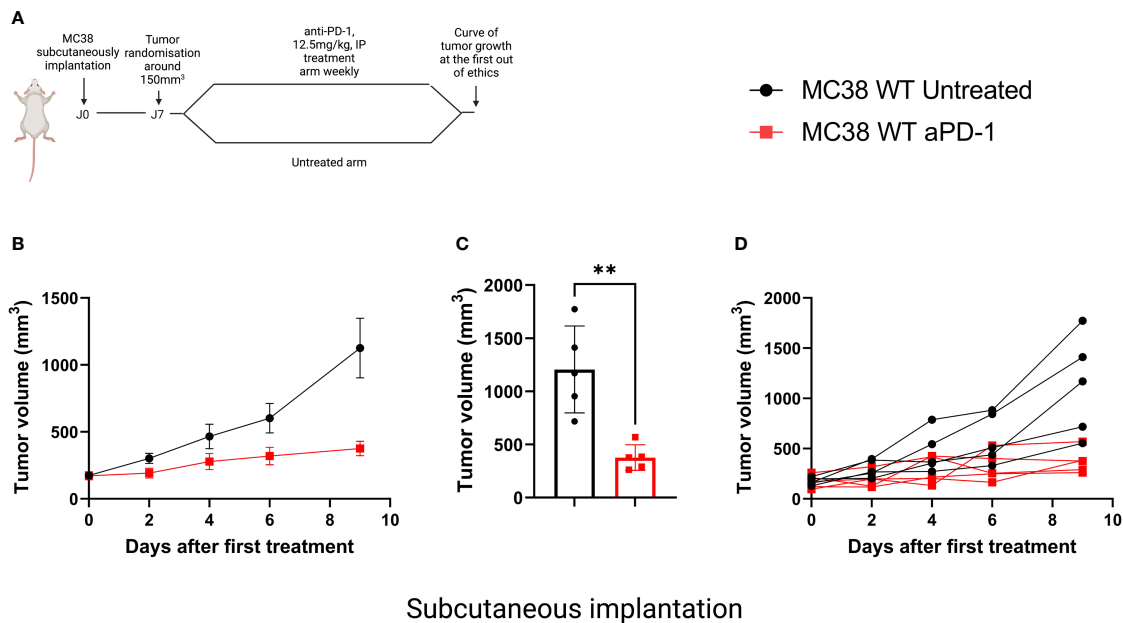 A
MC38
subcutaneously
implantation
Tumor
randomisation
around
150mm³
anti-PD-1,
12.5mg/kg, IP
treatment
arm weekly
Curve of
tumor growth
at the first out
of ethics
J0
J7
Untreated arm
MC38 WT Untreated
MC38 WT aPD-1
B
Tumor volume (mm³)
1500
1000
500
0
0 2 4 6 8 10
Days after first treatment
C
Tumor volume (mm³)
**
2000
1500
1000
500
0
D
Tumor volume (mm³)
2000
1500
1000
500
0
0 2 4 6 8 10
Days after first treatment
Subcutaneous implantation